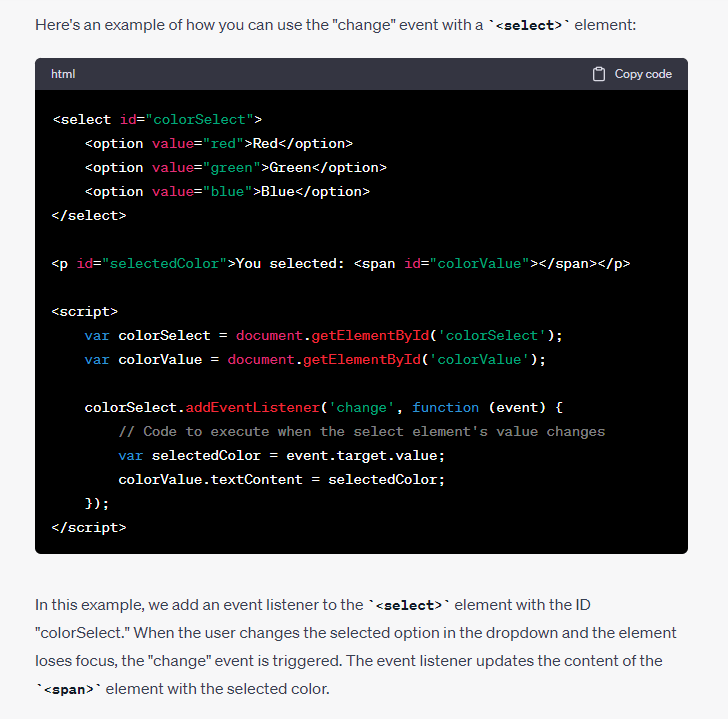 Here's an example of how you can use the "change" event with a `<select>` element:
html
Copy code
<select id="colorSelect">
    <option value="red">Red</option>
    <option value="green">Green</option>
    <option value="blue">Blue</option>
</select>
<p id="selectedColor">You selected: <span id="colorValue"></span></p>
<script>
    var colorSelect = document.getElementById('colorSelect');
    var colorValue = document.getElementById('colorValue');
    colorSelect.addEventListener('change', function (event) {
        // Code to execute when the select element's value changes
        var selectedColor = event.target.value;
        colorValue.textContent = selectedColor;
    });
</script>
In this example, we add an event listener to the `<select>` element with the ID
"colorSelect." When the user changes the selected option in the dropdown and the element
loses focus, the "change" event is triggered. The event listener updates the content of the
`<span>` element with the selected color.